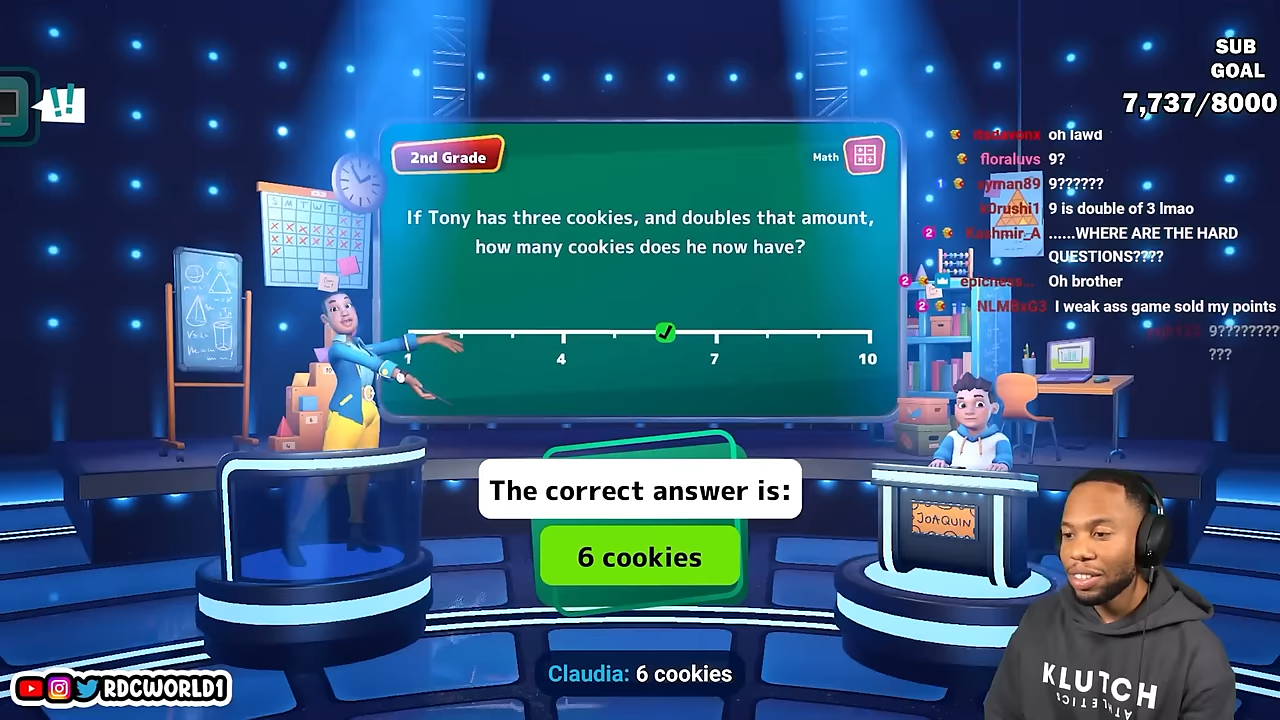 SUB
GOAL
7,737/8000
!!
2nd Grade
Math
If Tony has three cookies, and doubles that amount,
how many cookies does he now have?
1 4 7 10
oh lawd
floraluvs 9?
9??????
9 is double of 3 lmao
Kashmir_A ......WHERE ARE THE HARD
QUESTIONS????
epicness... Oh brother
NLMBxG3 I weak ass game sold my points
9????????
???
S M T W T F S
JOAQUIN
The correct answer is:
6 cookies
Claudia: 6 cookies
RDCWORLD1
KLUTCH
ATHLETICS